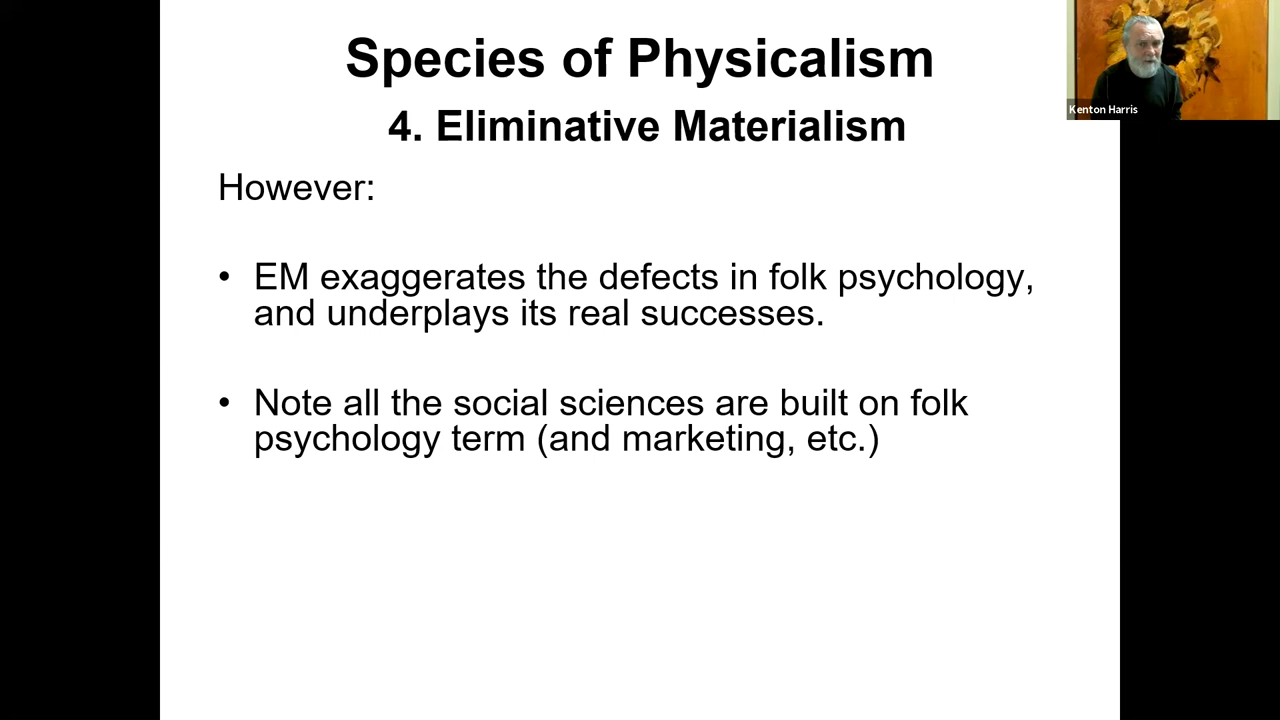 Species of Physicalism
4. Eliminative Materialism
Kenton Harris
However:
• EM exaggerates the defects in folk psychology,
and underplays its real successes.
• Note all the social sciences are built on folk
psychology term (and marketing, etc.)